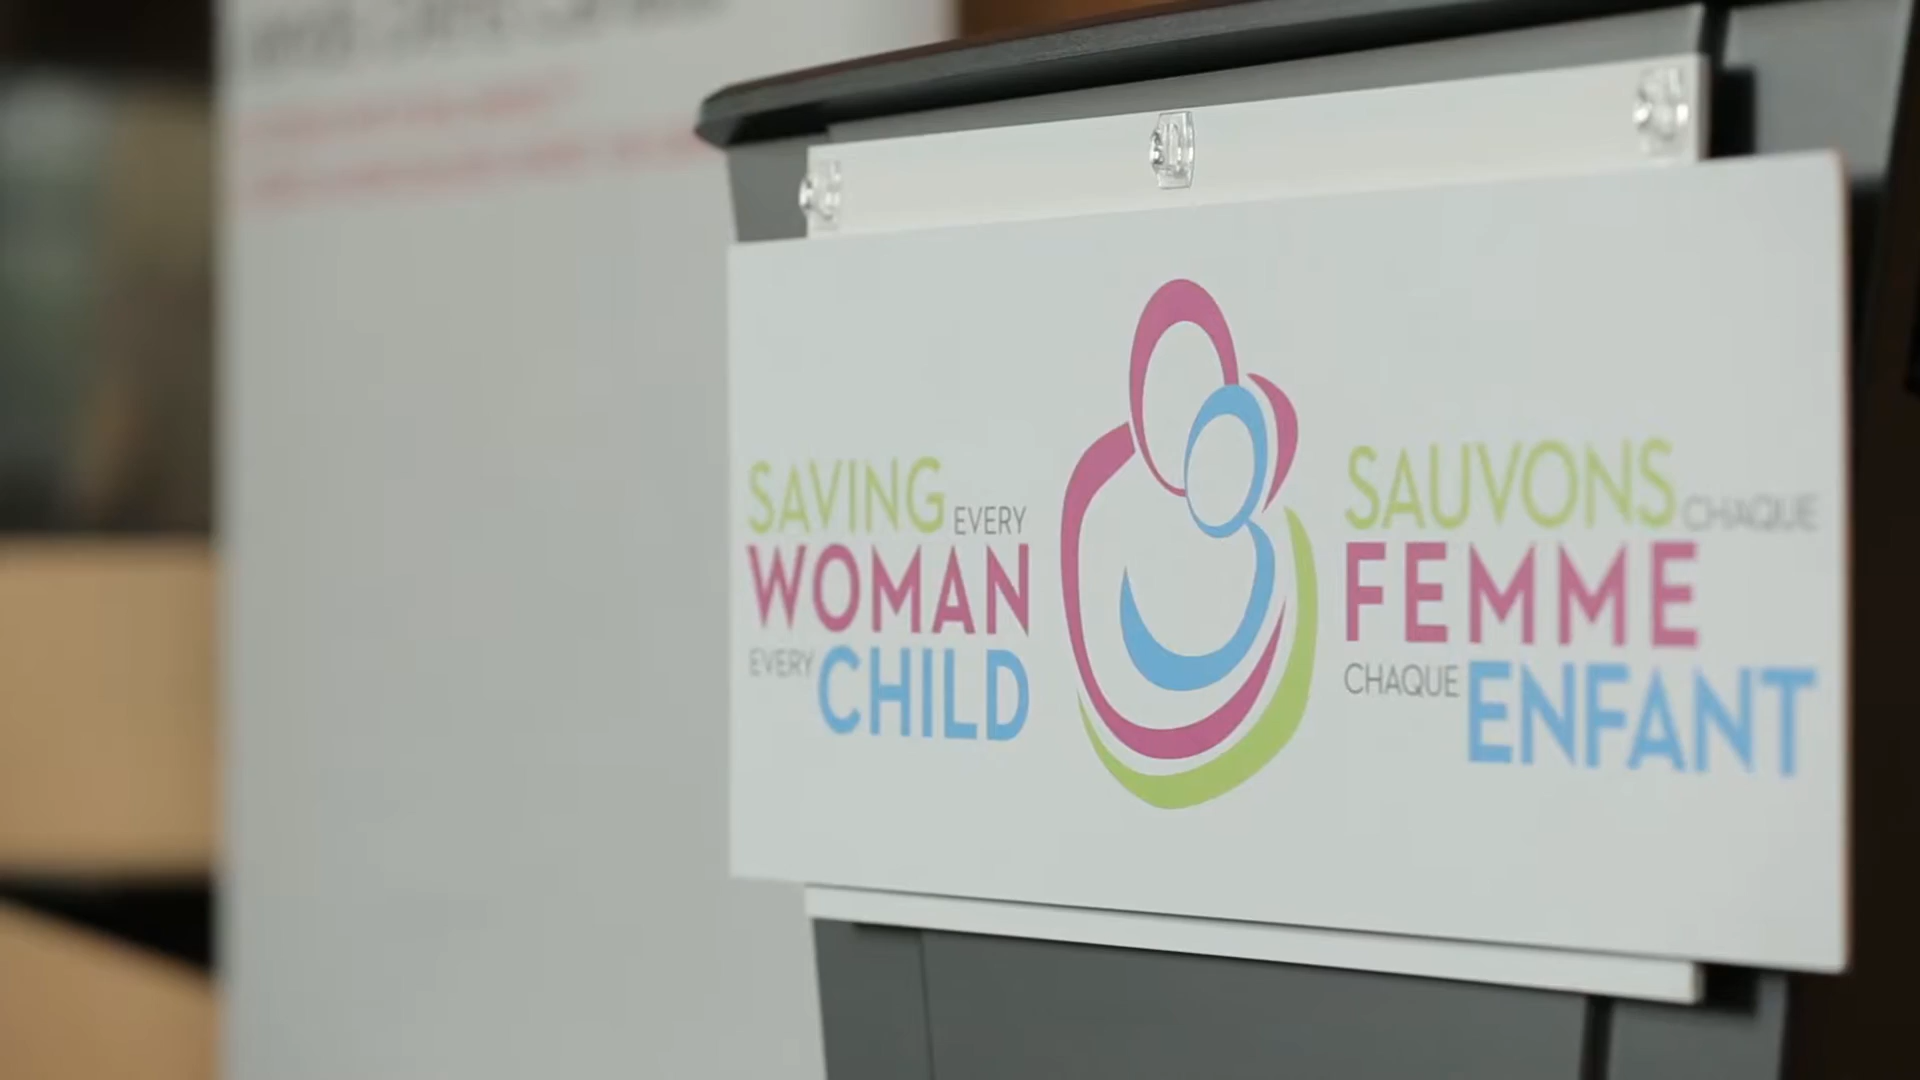 SAVING EVERY
WOMAN
EVERY CHILD
SAUVONS CHAQUE
FEMME
CHAQUE ENFANT